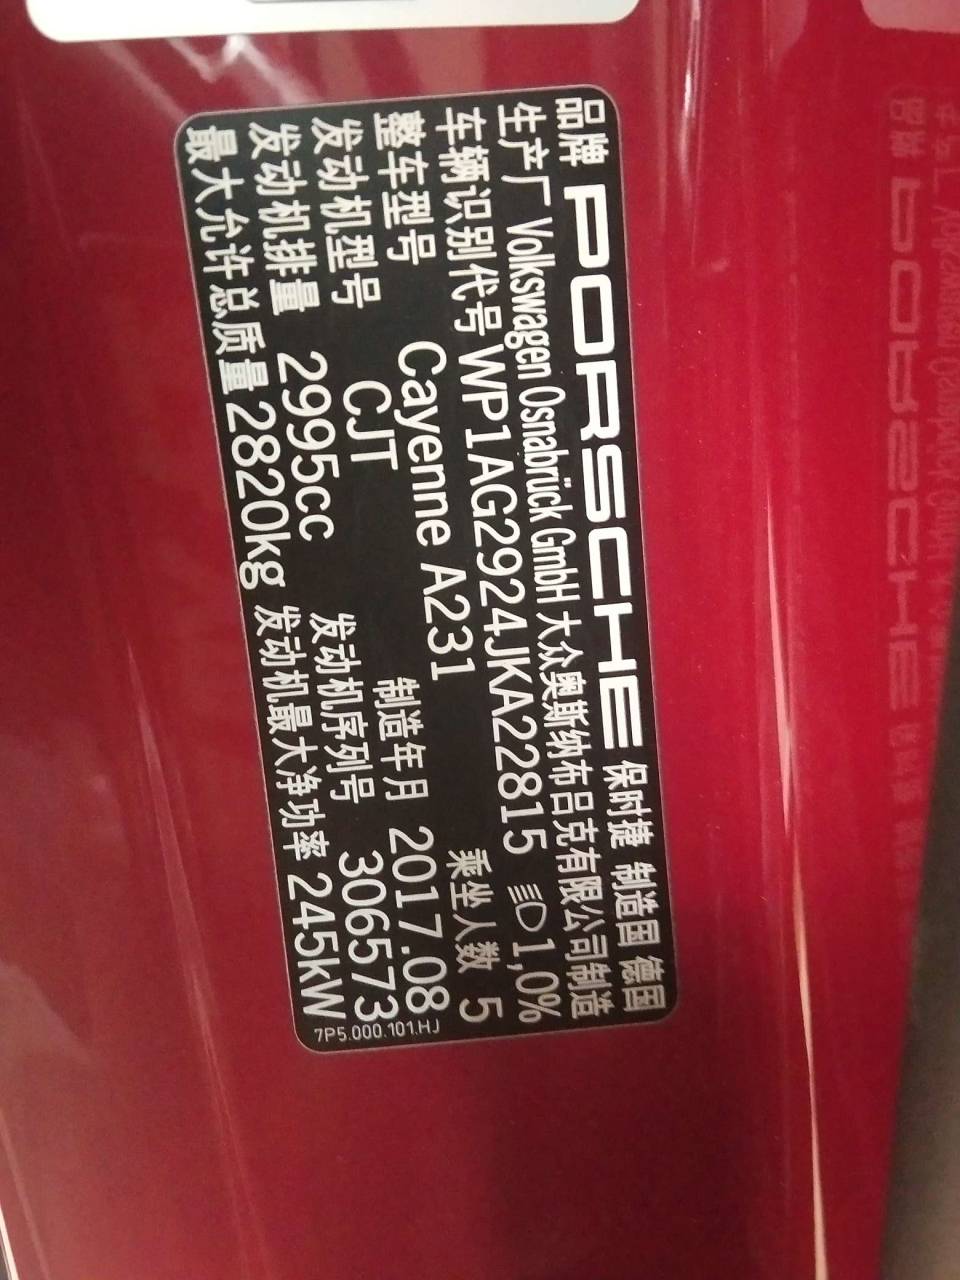 品牌 PORSCHE 保时捷 制造国 德国
生产厂 Volkswagen Osnabrück GmbH 大众奥斯纳布吕克有限公司制造
车辆识别代号 WP1AG2924JKA22815 1,0%
整车型号 Cayenne A231 乘坐人数 5
发动机型号 CJT 制造年月 2017.08
发动机排量 2995cc 发动机序列号 306573
最大允许总质量 2820kg 发动机最大净功率 245KW
7P5.000.101.HJ